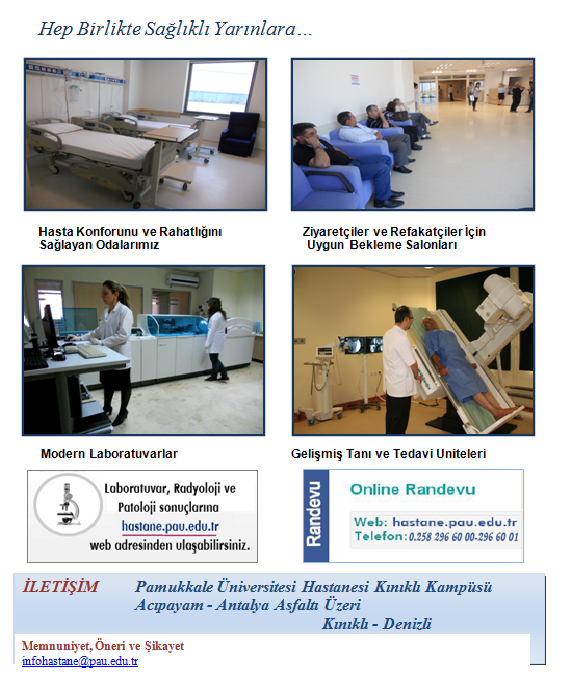 Hep Birlikte Sağlıklı Yarınlara...
Hasta Konforunu ve Rahatlığını
Sağlayan Odalarımız
Ziyaretçiler ve Refakatçiler İçin
Uygun Bekleme Salonları
Modern Laboratuvarlar
Gelişmiş Tanı ve Tedavi Uniteleri
Laboratuvar, Radyoloji ve
Patoloji sonuçlarına
hastane.pau.edu.tr
web adresinden ulaşabilirsiniz.
Randevu
Online Randevu
Web: hastane.pau.edu.tr
Telefon: 0.258 296 60 00-296 60 01
İLETİŞİM Pamukkale Üniversitesi Hastanesi Kınıklı Kampüsü
Acıpayam - Antalya Asfaltı Üzeri
Kınıklı - Denizli
Memnuniyet, Öneri ve Şikayet
infohastane@pau.edu.tr